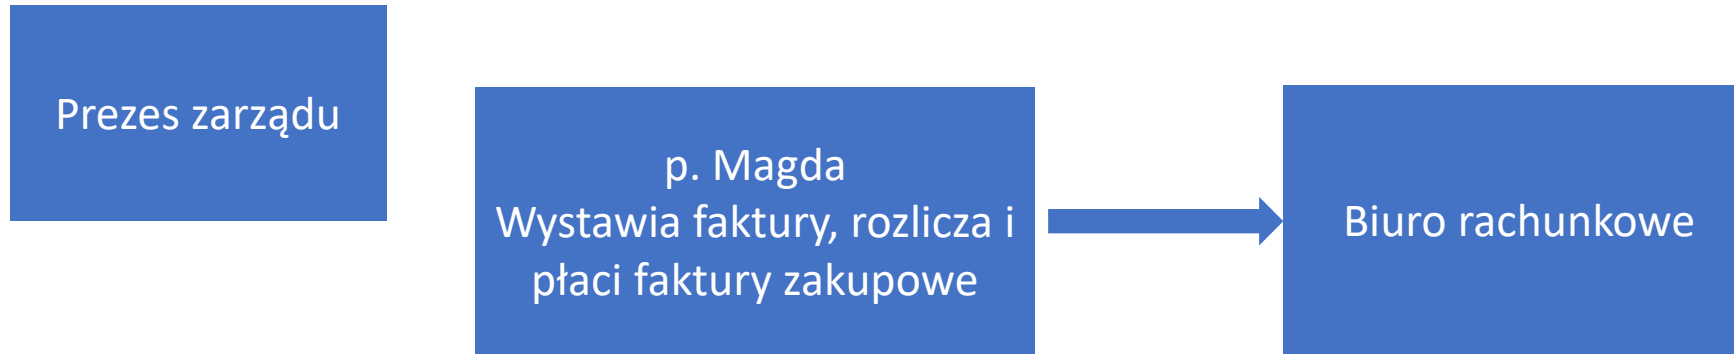 Prezes zarządu
p. Magda
Wystawia faktury, rozlicza i
płaci faktury zakupowe
Biuro rachunkowe